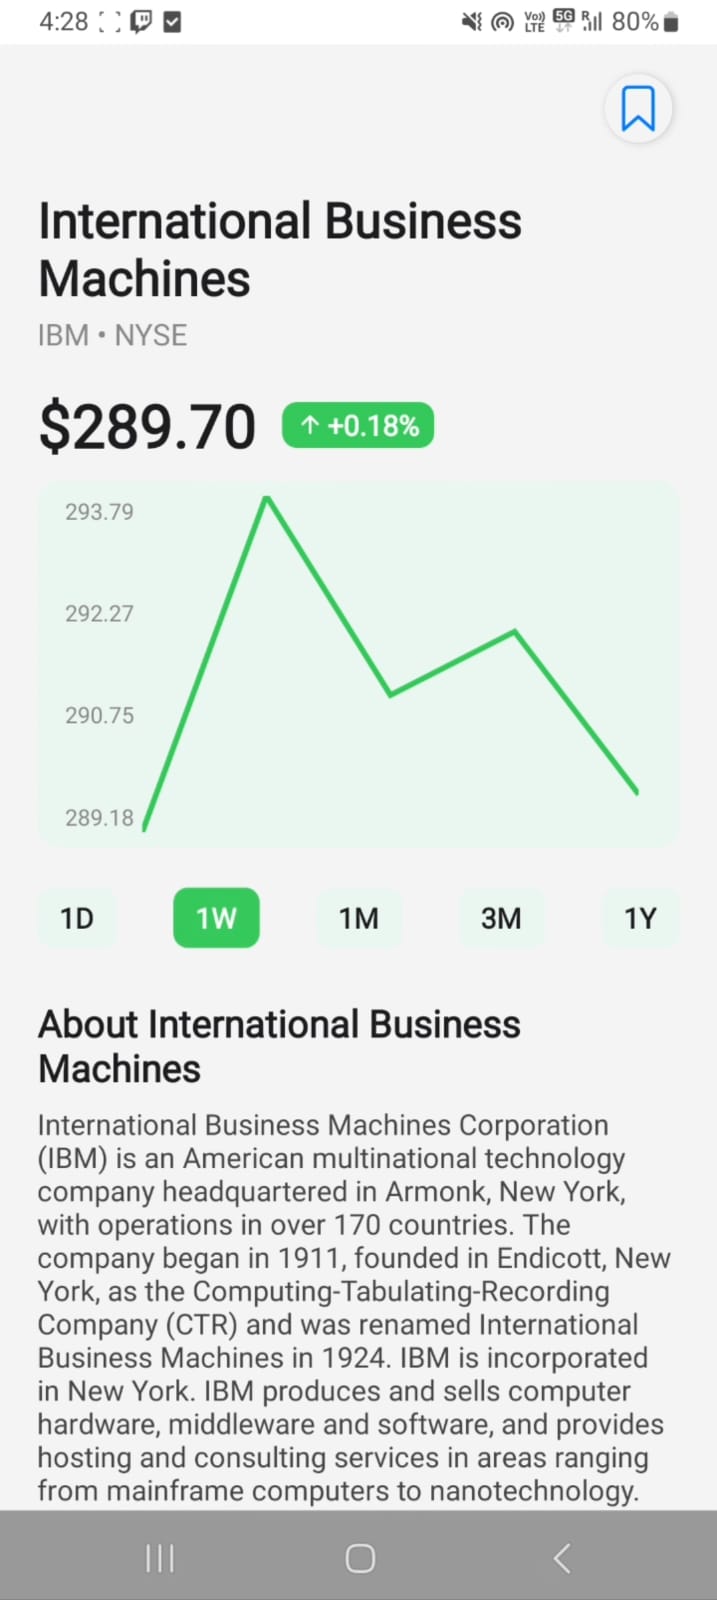 4:28 Vo)) LTE 5G R 80%
International Business
Machines
IBM • NYSE
$289.70 ↑ +0.18%
293.79
292.27
290.75
289.18
1D 1W 1M 3M 1Y
About International Business
Machines
International Business Machines Corporation
(IBM) is an American multinational technology
company headquartered in Armonk, New York,
with operations in over 170 countries. The
company began in 1911, founded in Endicott, New
York, as the Computing-Tabulating-Recording
Company (CTR) and was renamed International
Business Machines in 1924. IBM is incorporated
in New York. IBM produces and sells computer
hardware, middleware and software, and provides
hosting and consulting services in areas ranging
from mainframe computers to nanotechnology.